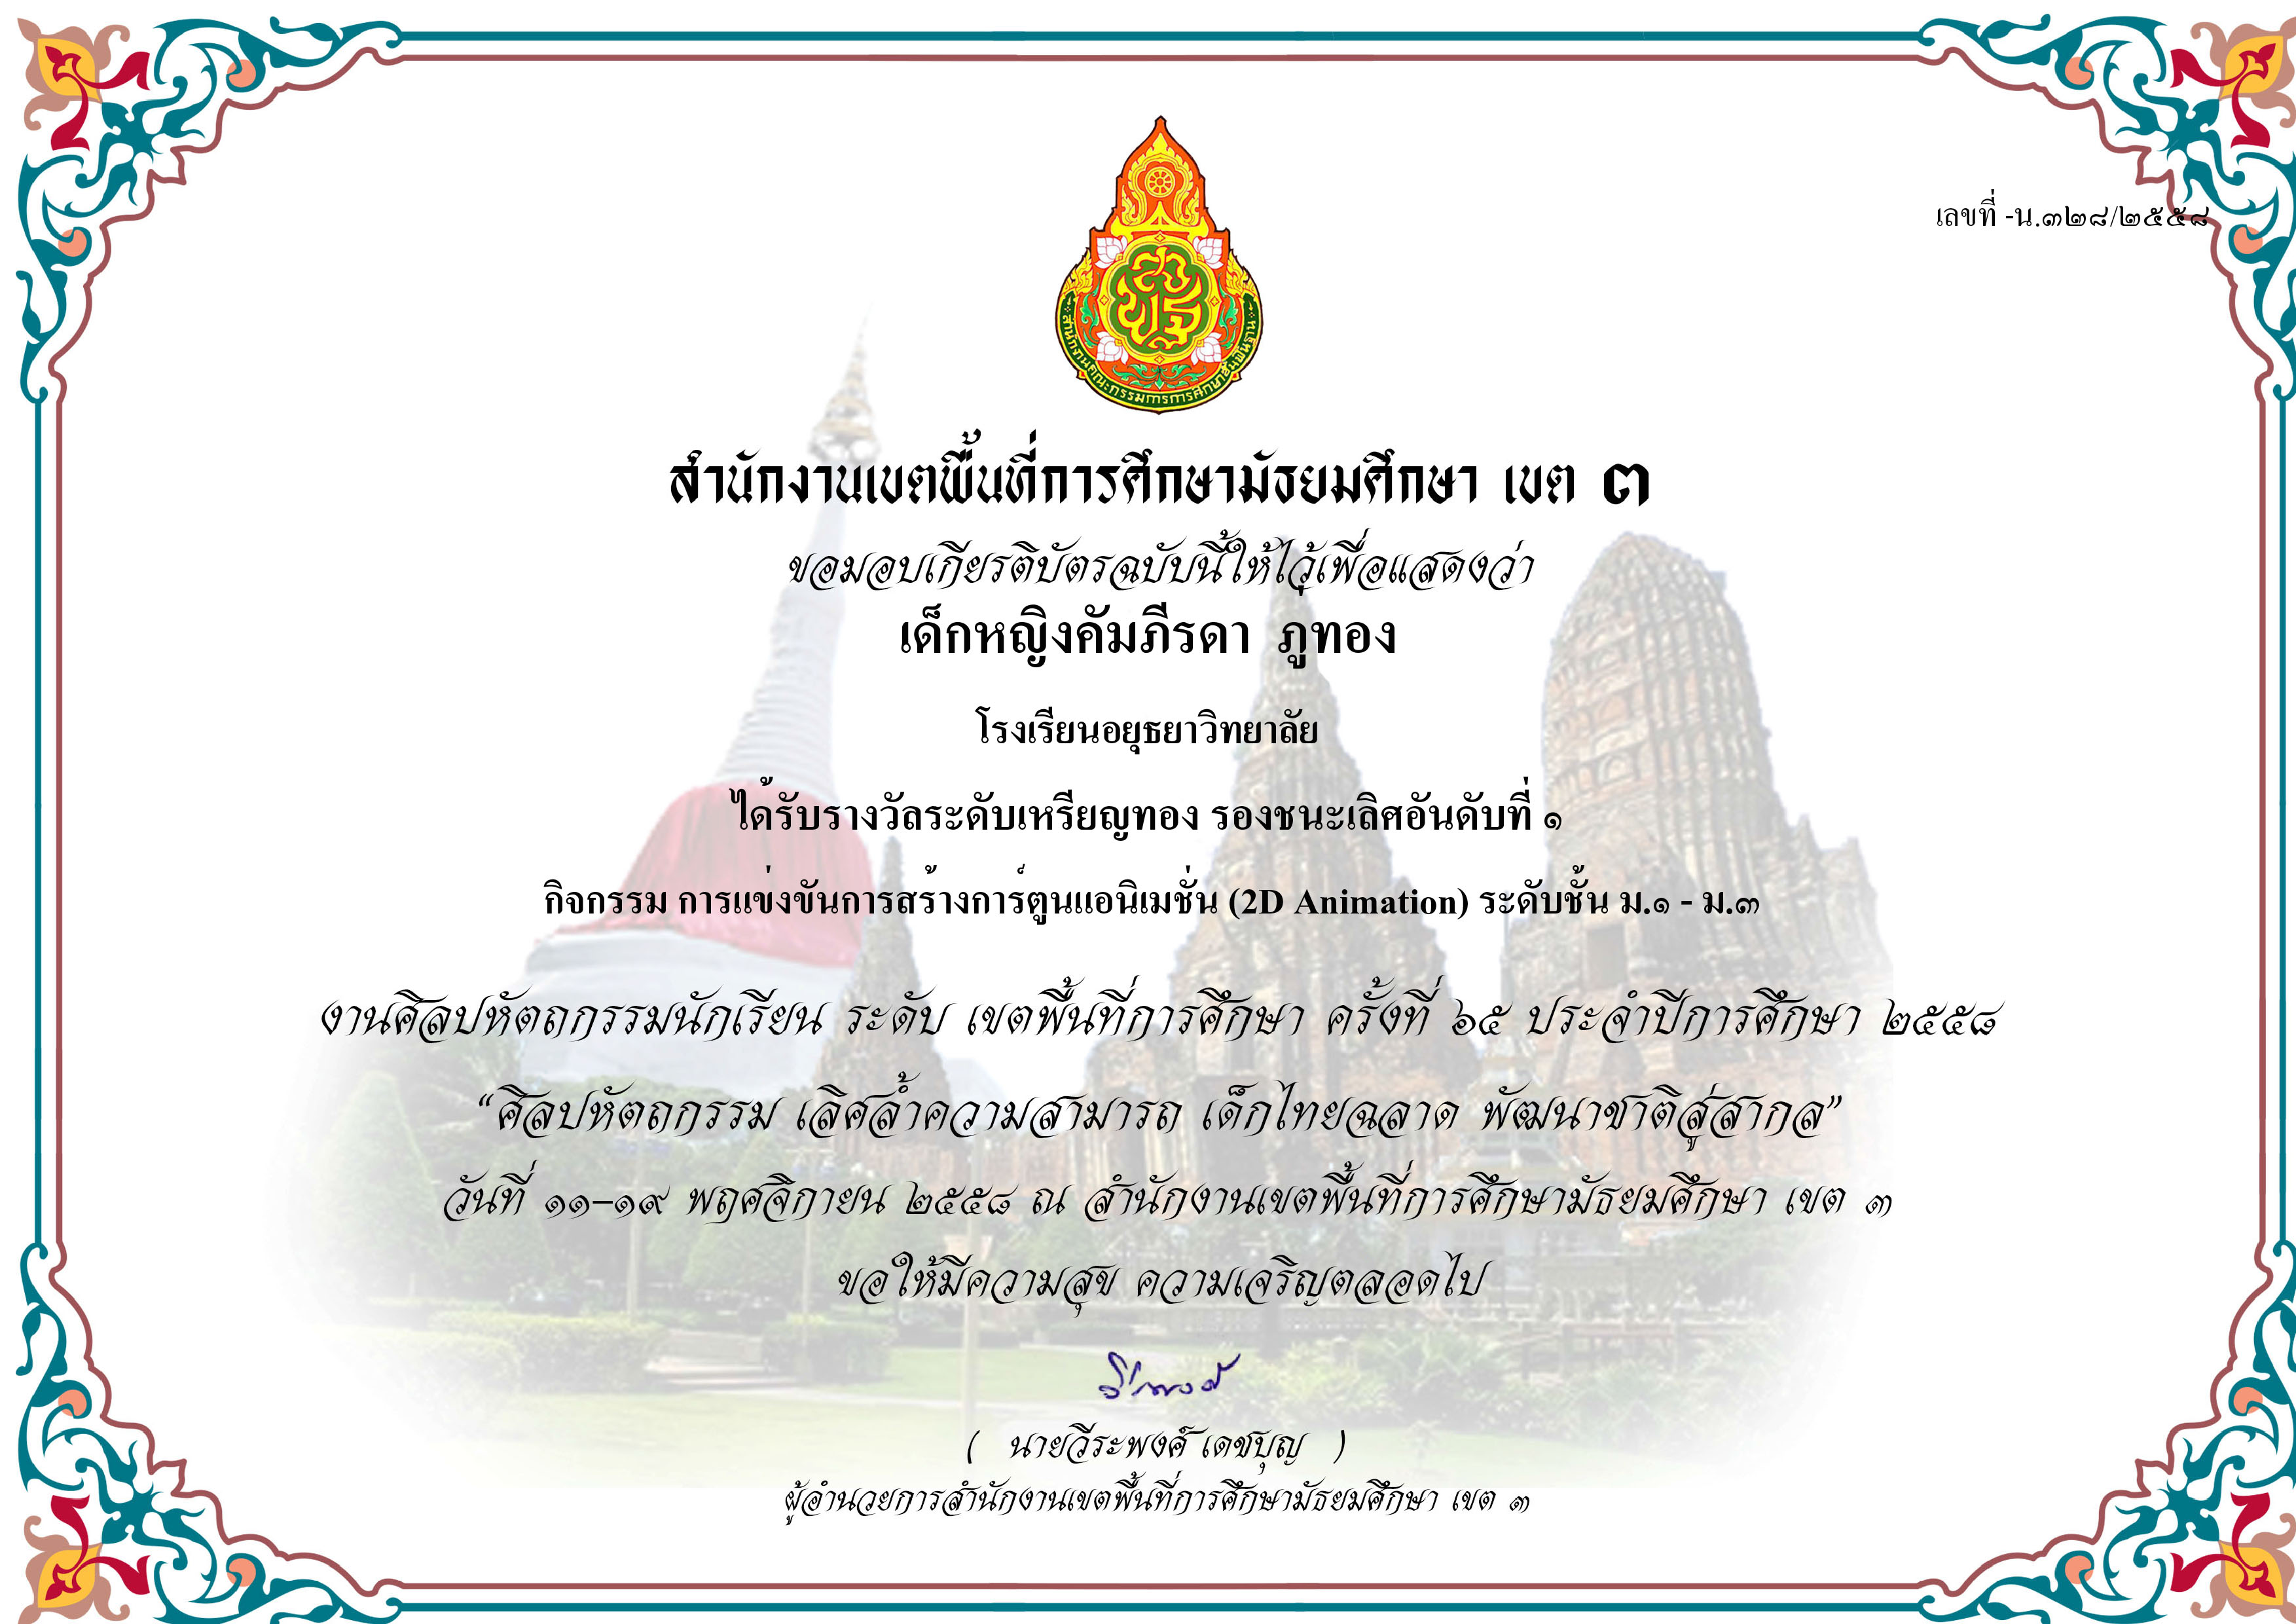 เลขที่ -น.๓๒๘/๒๕๕๘
สำนักงานคณะกรรมการการศึกษาขั้นพื้นฐาน
สำนักงานเขตพื้นที่การศึกษามัธยมศึกษา เขต ๓
ขอมอบเกียรติบัตรฉบับนี้ให้ไว้เพื่อแสดงว่า
เด็กหญิงคัมภีรดา ภู่ทอง
โรงเรียนอยุธยาวิทยาลัย
ได้รับรางวัลระดับเหรียญทอง รองชนะเลิศอันดับที่ ๑
กิจกรรม การแข่งขันการสร้างการ์ตูนแอนิเมชั่น (2D Animation) ระดับชั้น ม.๑ - ม.๓
งานศิลปหัตถกรรมนักเรียน ระดับ เขตพื้นที่การศึกษา ครั้งที่ ๖๕ ประจำปีการศึกษา ๒๕๕๘
“ศิลปหัตถกรรม เลิศล้ำความสามารถ เด็กไทยฉลาด พัฒนาชาติสู่สากล”
วันที่ ๑๑–๑๙ พฤศจิกายน ๒๕๕๘ ณ สำนักงานเขตพื้นที่การศึกษามัธยมศึกษา เขต ๓
ขอให้มีความสุข ความเจริญตลอดไป
( นายวีระพงศ์ เดชบุญ )
ผู้อำนวยการสำนักงานเขตพื้นที่การศึกษามัธยมศึกษา เขต ๓